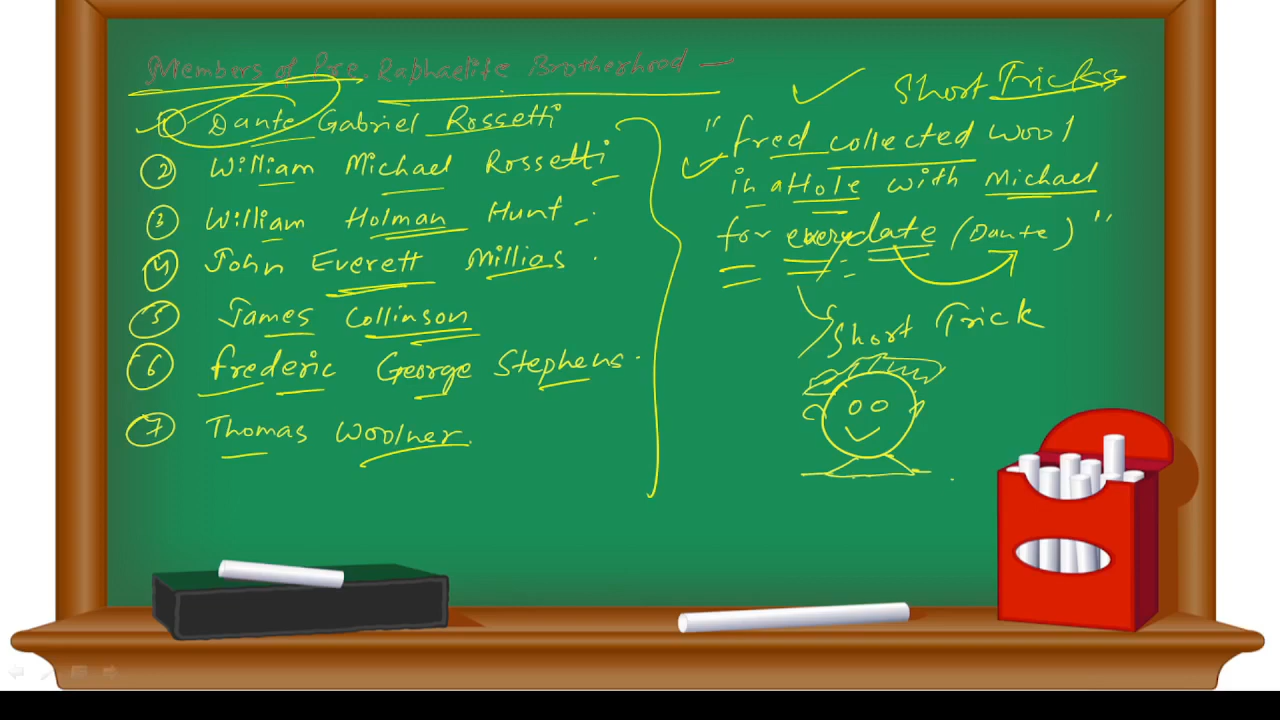 Members of Pre. Raphaelite Brotherhood —
① Dante Gabriel Rossetti
② William Michael Rossetti
③ William Holman Hunt
④ John Everett Millias
⑤ James Collinson
⑥ frederic George Stephens
⑦ Thomas Woolner
Short Tricks
"fred collected wool
in a Hole with Michael
for every date (Dante)"
Short Trick